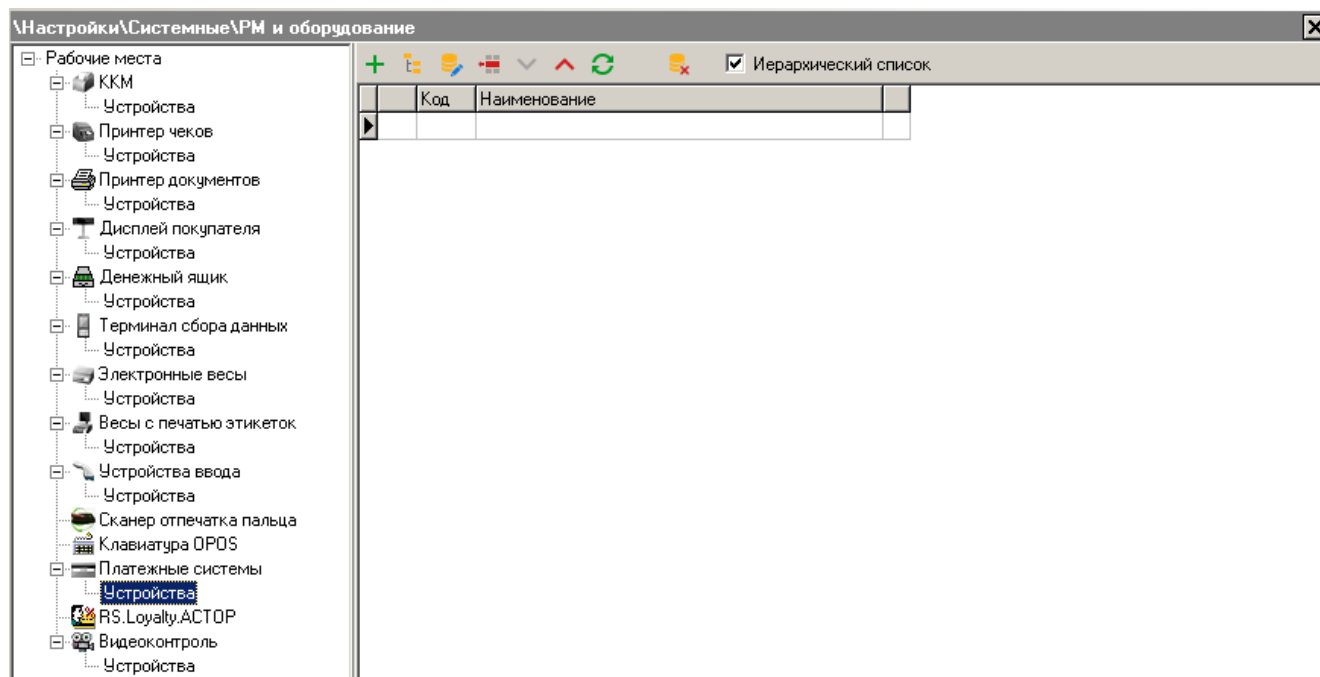 \Настройки\Системные\РМ и оборудование
Рабочие места
ККМ
Устройства
Принтер чеков
Устройства
Принтер документов
Устройства
Дисплей покупателя
Устройства
Денежный ящик
Устройства
Терминал сбора данных
Устройства
Электронные весы
Устройства
Весы с печатью этикеток
Устройства
Устройства ввода
Устройства
Сканер отпечатка пальца
Клавиатура OPOS
Платежные системы
Устройства
RS.Loyalty.ACTOP
Видеоконтроль
Устройства
Иерархический список
Код Наименование